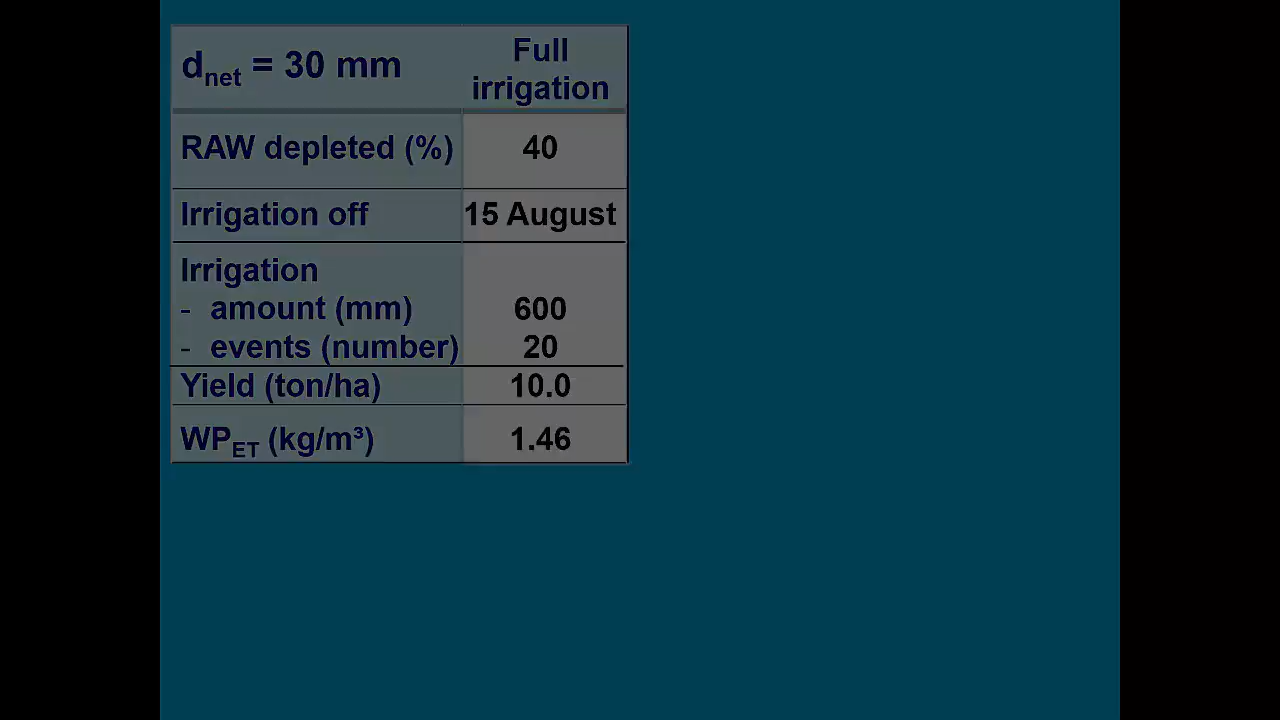 dnet = 30 mm
Full
irrigation
RAW depleted (%) 40
Irrigation off 15 August
Irrigation
- amount (mm) 600
- events (number) 20
Yield (ton/ha) 10.0
WPET (kg/m³) 1.46